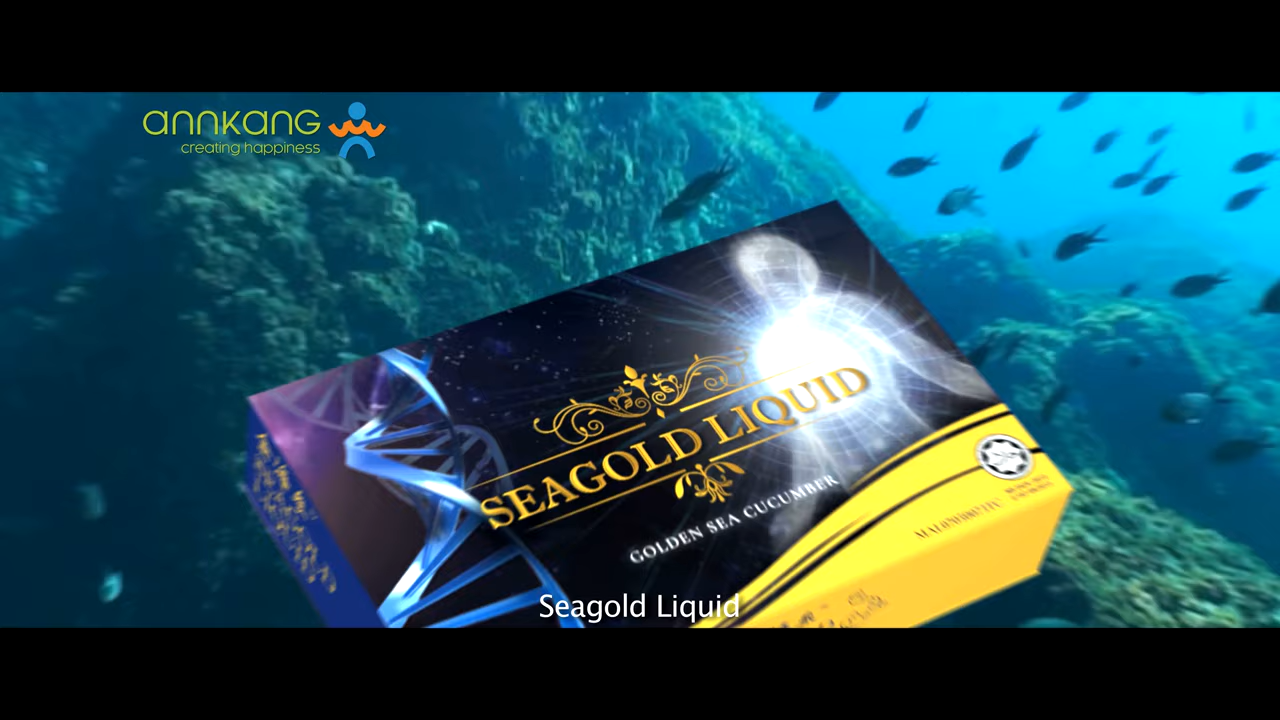 annkang
creating happiness
SEAGOLD LIQUID
GOLDEN SEA CUCUMBER
Seagold Liquid